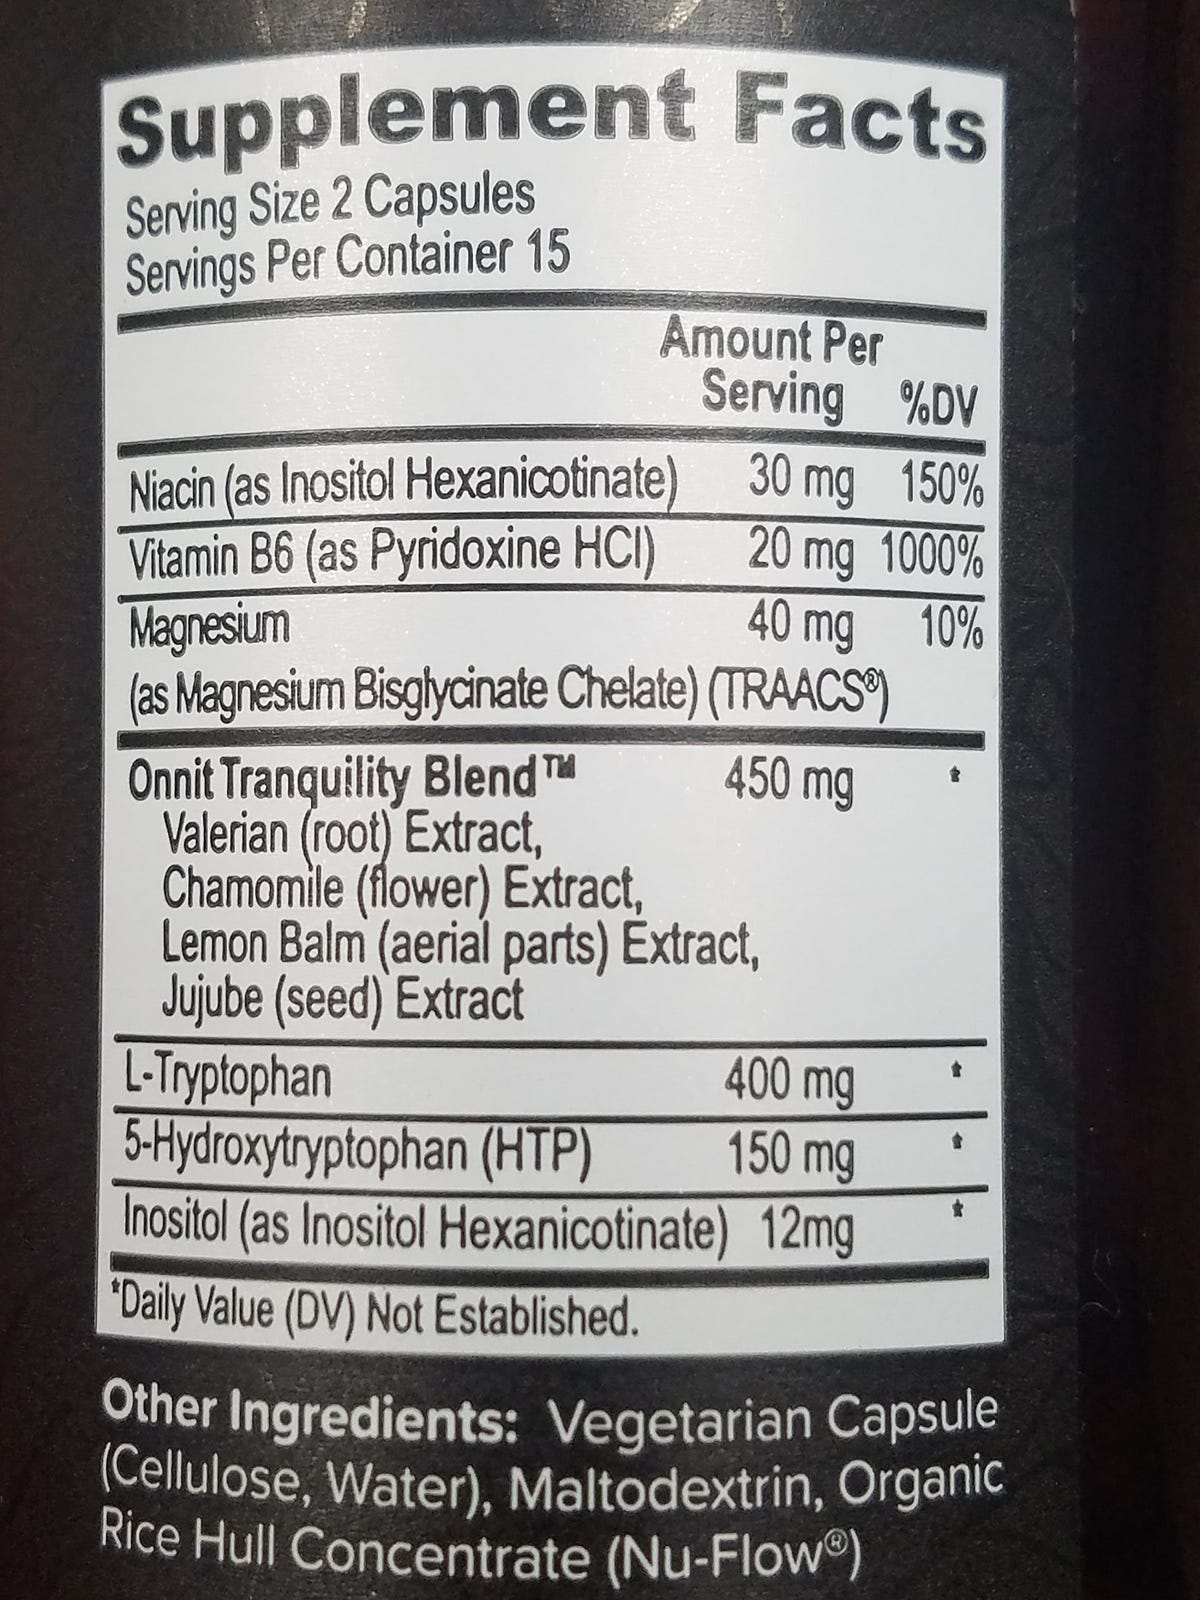 Supplement Facts
Serving Size 2 Capsules
Servings Per Container 15
Amount Per
Serving %DV
Niacin (as Inositol Hexanicotinate) 30 mg 150%
Vitamin B6 (as Pyridoxine HCl) 20 mg 1000%
Magnesium 40 mg 10%
(as Magnesium Bisglycinate Chelate) (TRAACS®)
Onnit Tranquility Blend™ 450 mg *
Valerian (root) Extract,
Chamomile (flower) Extract,
Lemon Balm (aerial parts) Extract,
Jujube (seed) Extract
L-Tryptophan 400 mg *
5-Hydroxytryptophan (HTP) 150 mg *
Inositol (as Inositol Hexanicotinate) 12mg *
*Daily Value (DV) Not Established.
Other Ingredients: Vegetarian Capsule
(Cellulose, Water), Maltodextrin, Organic
Rice Hull Concentrate (Nu-Flow®)